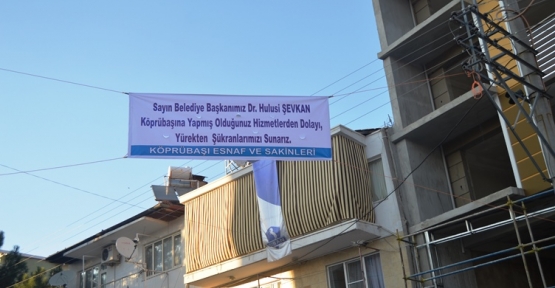 Sayın Belediye Başkanımız Dr. Hulusi ŞEVKAN
Köprübaşına Yapmış Olduğunuz Hizmetlerden Dolayı,
Yürekten Şükranlarımızı Sunarız.
KÖPRÜBAŞI ESNAF VE SAKİNLERİ